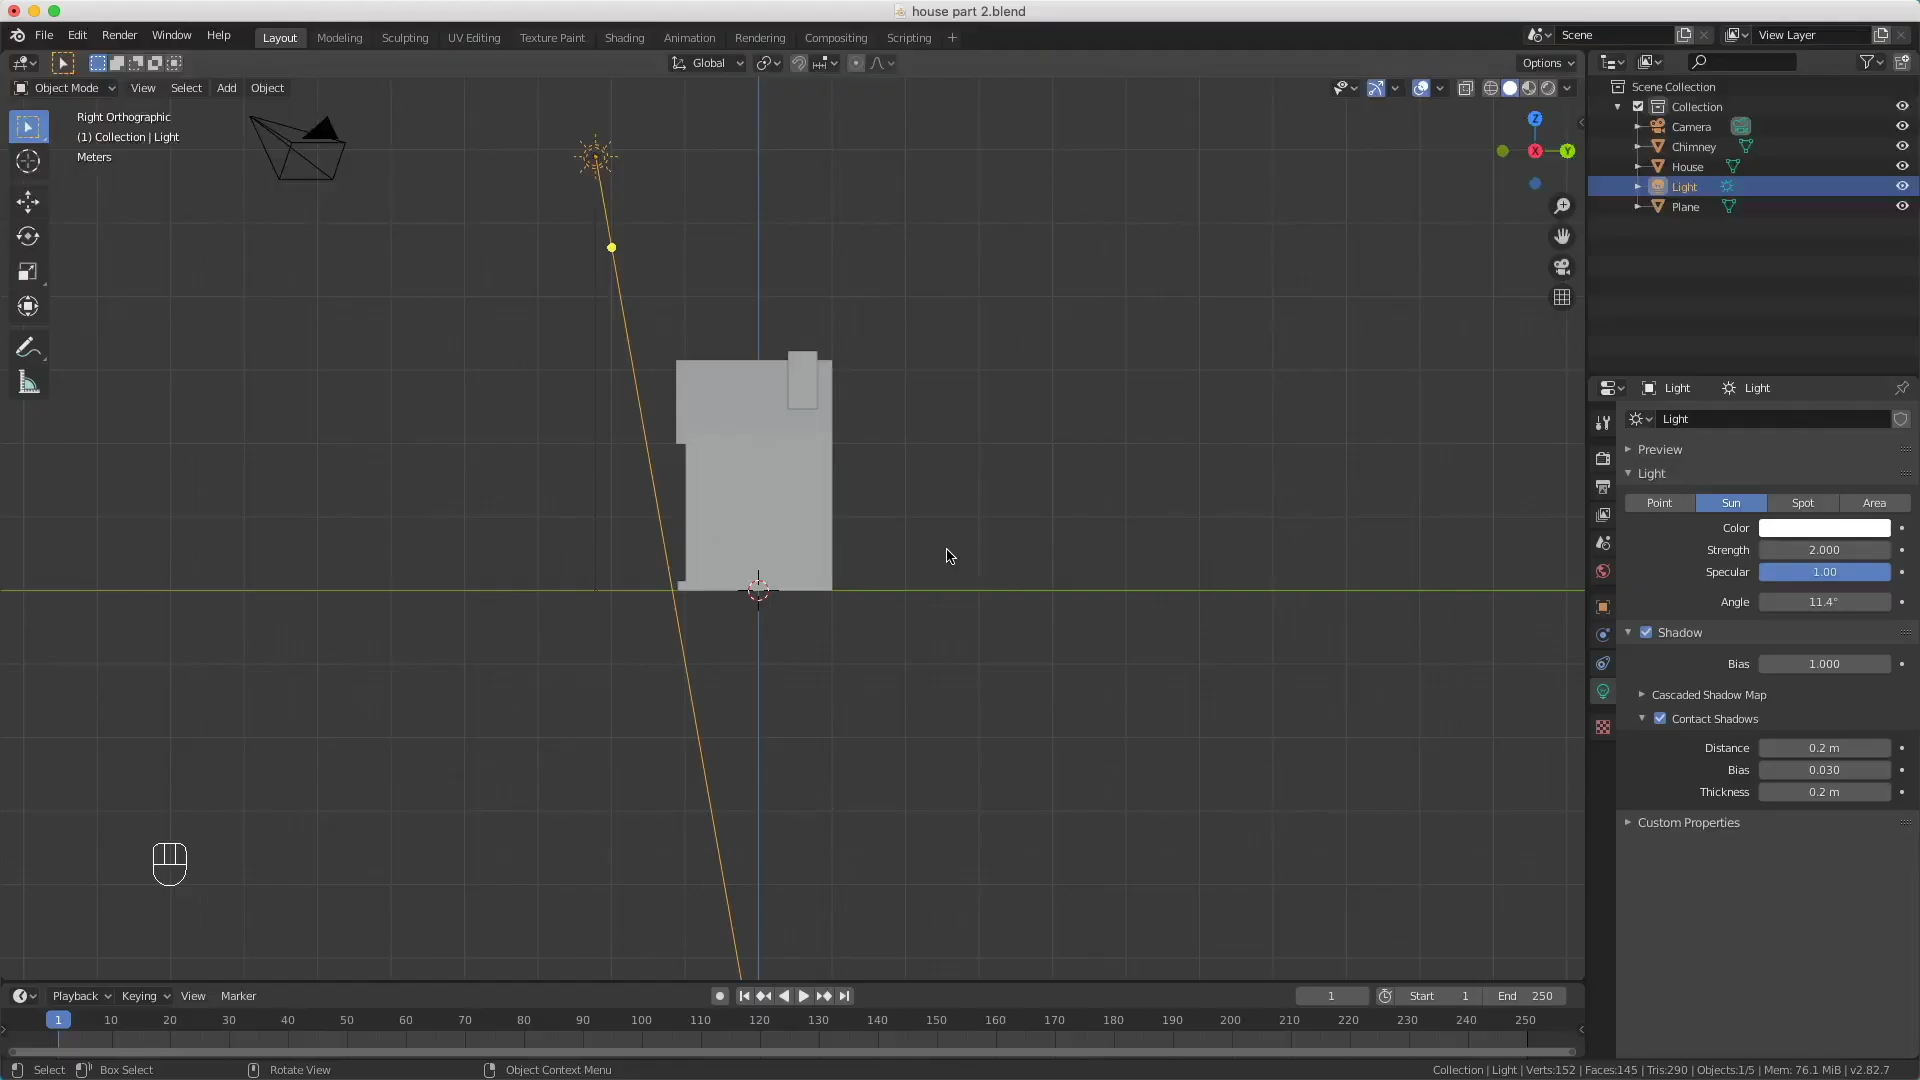 house part 2.blend
File Edit Render Window Help Layout Modeling Sculpting UV Editing Texture Paint Shading Animation Rendering Compositing Scripting + Scene View Layer
Global Options
Object Mode View Select Add Object
Right Orthographic
(1) Collection | Light
Meters
Z
X
Y
Scene Collection
Collection
Camera
Chimney
House
Light
Plane
Light Light
Light
Preview
Light
Point Sun Spot Area
Color
Strength 2.000
Specular 1.00
Angle 11.4°
Shadow
Bias 1.000
Cascaded Shadow Map
Contact Shadows
Distance 0.2 m
Bias 0.030
Thickness 0.2 m
Custom Properties
Playback Keying View Marker 1 Start 1 End 250
1 10 20 30 40 50 60 70 80 90 100 110 120 130 140 150 160 170 180 190 200 210 220 230 240 250
Select Box Select Rotate View Object Context Menu Collection | Light | Verts:152 | Faces:145 | Tris:290 | Objects:1/5 | Mem: 76.1 MiB | v2.82.7